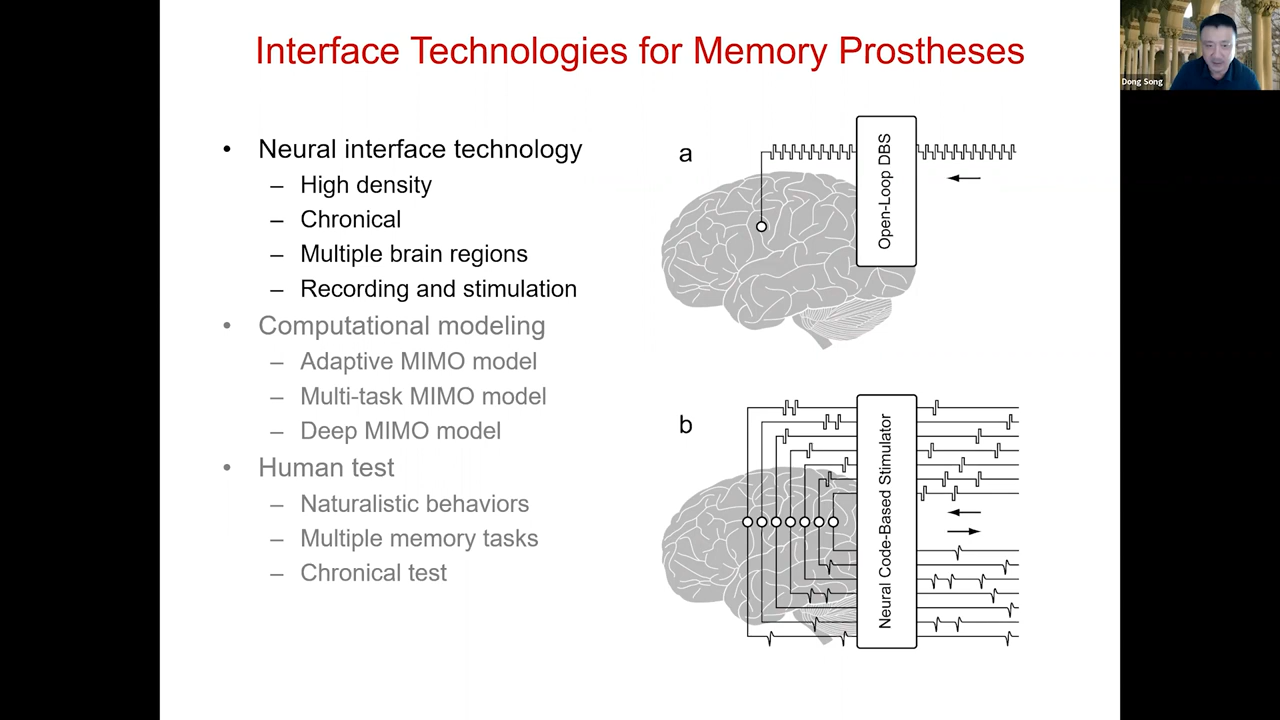 Interface Technologies for Memory Prostheses
Dong Song
• Neural interface technology
– High density
– Chronical
– Multiple brain regions
– Recording and stimulation
• Computational modeling
– Adaptive MIMO model
– Multi-task MIMO model
– Deep MIMO model
• Human test
– Naturalistic behaviors
– Multiple memory tasks
– Chronical test
a
Open-Loop DBS
b
Neural Code-Based Stimulator